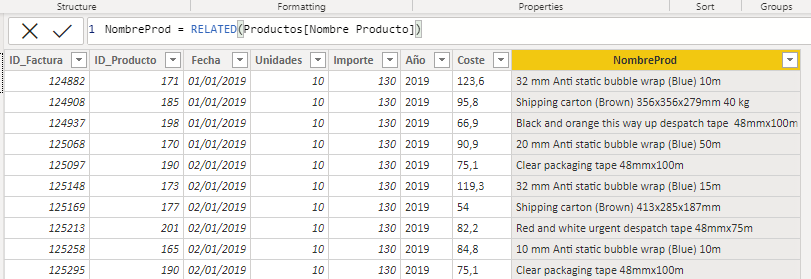 Structure Formatting Properties Sort Groups
1 NombreProd = RELATED(Productos[Nombre Producto])
ID_Factura ID_Producto Fecha Unidades Importe Año Coste NombreProd
124882 171 01/01/2019 10 130 2019 123,6 32 mm Anti static bubble wrap (Blue) 10m
124908 185 01/01/2019 10 130 2019 95,8 Shipping carton (Brown) 356x356x279mm 40 kg
124937 198 01/01/2019 10 130 2019 66,9 Black and orange this way up despatch tape 48mmx100m
125068 170 01/01/2019 10 130 2019 90,9 20 mm Anti static bubble wrap (Blue) 50m
125097 190 02/01/2019 10 130 2019 75,1 Clear packaging tape 48mmx100m
125148 173 02/01/2019 10 130 2019 119,3 32 mm Anti static bubble wrap (Blue) 15m
125169 177 02/01/2019 10 130 2019 54 Shipping carton (Brown) 413x285x187mm
125213 201 02/01/2019 10 130 2019 82,2 Red and white urgent despatch tape 48mmx75m
125258 165 02/01/2019 10 130 2019 84,8 10 mm Anti static bubble wrap (Blue) 10m
125295 190 02/01/2019 10 130 2019 75,1 Clear packaging tape 48mmx100m